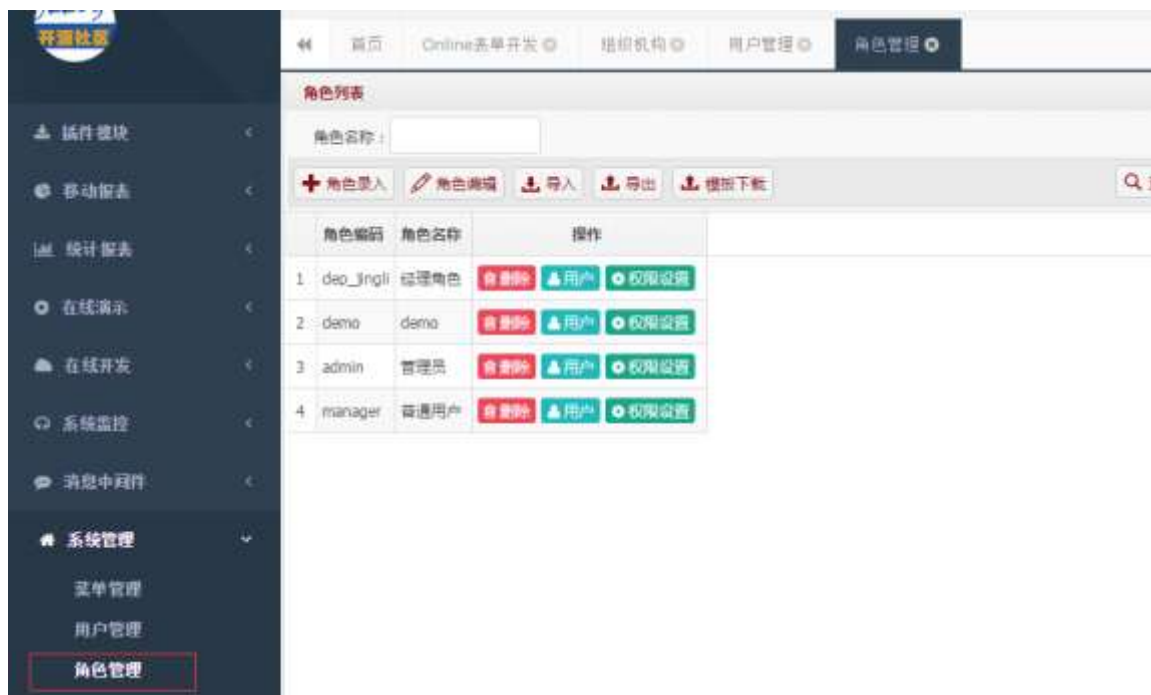 开源社区
首页 Online表单开发 组织机构 用户管理 角色管理
角色列表
角色名称：
角色录入 角色编辑 导入 导出 模板下载
角色编码 角色名称 操作
1 dep_jingli 经理角色 删除 用户 权限设置
2 demo demo 删除 用户 权限设置
3 admin 管理员 删除 用户 权限设置
4 manager 普通用户 删除 用户 权限设置
插件模块
移动报表
统计报表
在线演示
在线开发
系统监控
消息中间件
系统管理
菜单管理
用户管理
角色管理